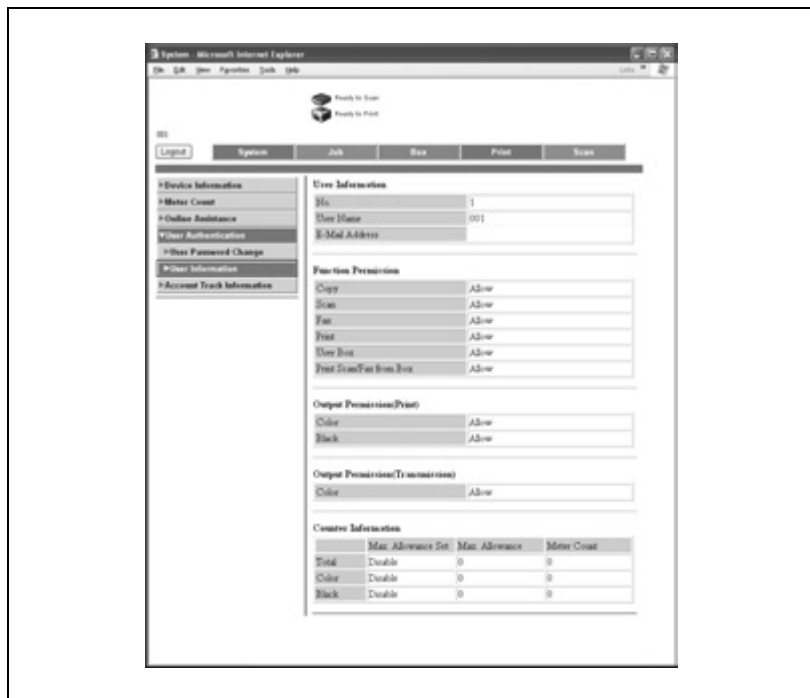 System - Microsoft Internet Explorer
File Edit View Favorites Tools Help Links
Ready to Scan
Ready to Print
001
Logout System Job Box Print Scan
Device Information
Meter Count
Online Assistance
User Authentication
User Password Change
User Information
Account Track Information
User Information
No. 1
User Name 001
E-Mail Address
Function Permission
Copy Allow
Scan Allow
Fax Allow
Print Allow
User Box Allow
Print Scan/Fax from Box Allow
Output Permission(Print)
Color Allow
Black Allow
Output Permission(Transmission)
Color Allow
Counter Information
Max. Allowance Set Max. Allowance Meter Count
Total Disable 0 0
Color Disable 0 0
Black Disable 0 0